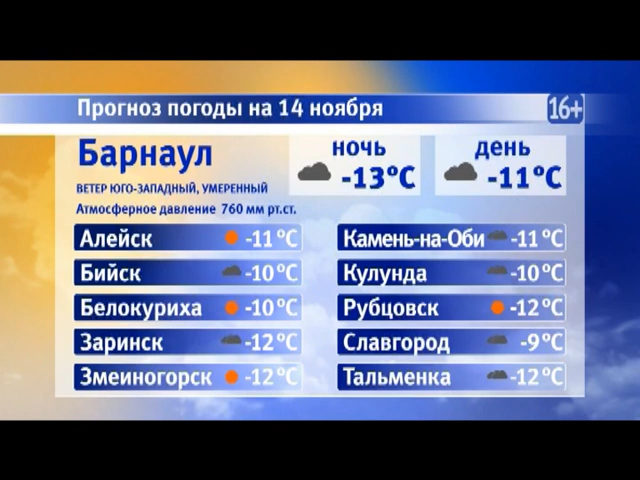 Прогноз погоды на 14 ноября
16+
Барнаул
ВЕТЕР ЮГО-ЗАПАДНЫЙ, УМЕРЕННЫЙ
Атмосферное давление 760 мм рт.ст.
ночь
-13°C
день
-11°C
Алейск -11°C
Бийск -10°C
Белокуриха -10°C
Заринск -12°C
Змеиногорск -12°C
Камень-на-Оби -11°C
Кулунда -10°C
Рубцовск -12°C
Славгород -9°C
Тальменка -12°C